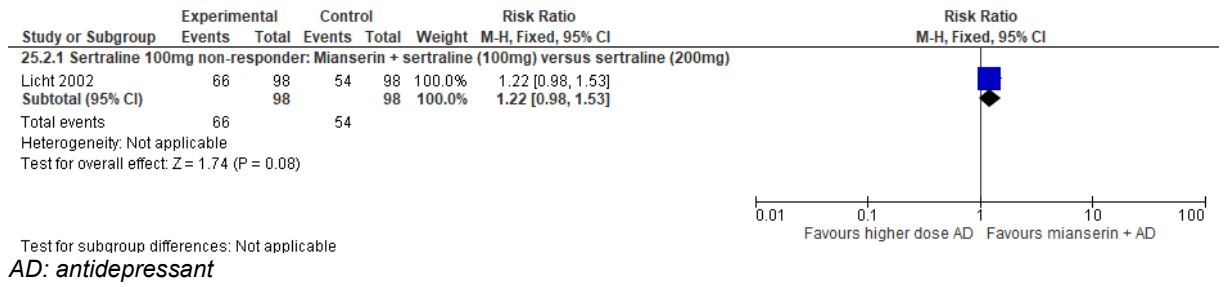 Experimental Control Risk Ratio Risk Ratio
Study or Subgroup Events Total Events Total Weight M-H, Fixed, 95% CI M-H, Fixed, 95% CI
25.2.1 Sertraline 100mg non-responder: Mianserin + sertraline (100mg) versus sertraline (200mg)
Licht 2002 66 98 54 98 100.0% 1.22 [0.98, 1.53]
Subtotal (95% CI) 98 98 100.0% 1.22 [0.98, 1.53]
Total events 66 54
Heterogeneity: Not applicable
Test for overall effect: Z = 1.74 (P = 0.08)
0.01 0.1 1 10 100
Favours higher dose AD Favours mianserin + AD
Test for subgroup differences: Not applicable
AD: antidepressant